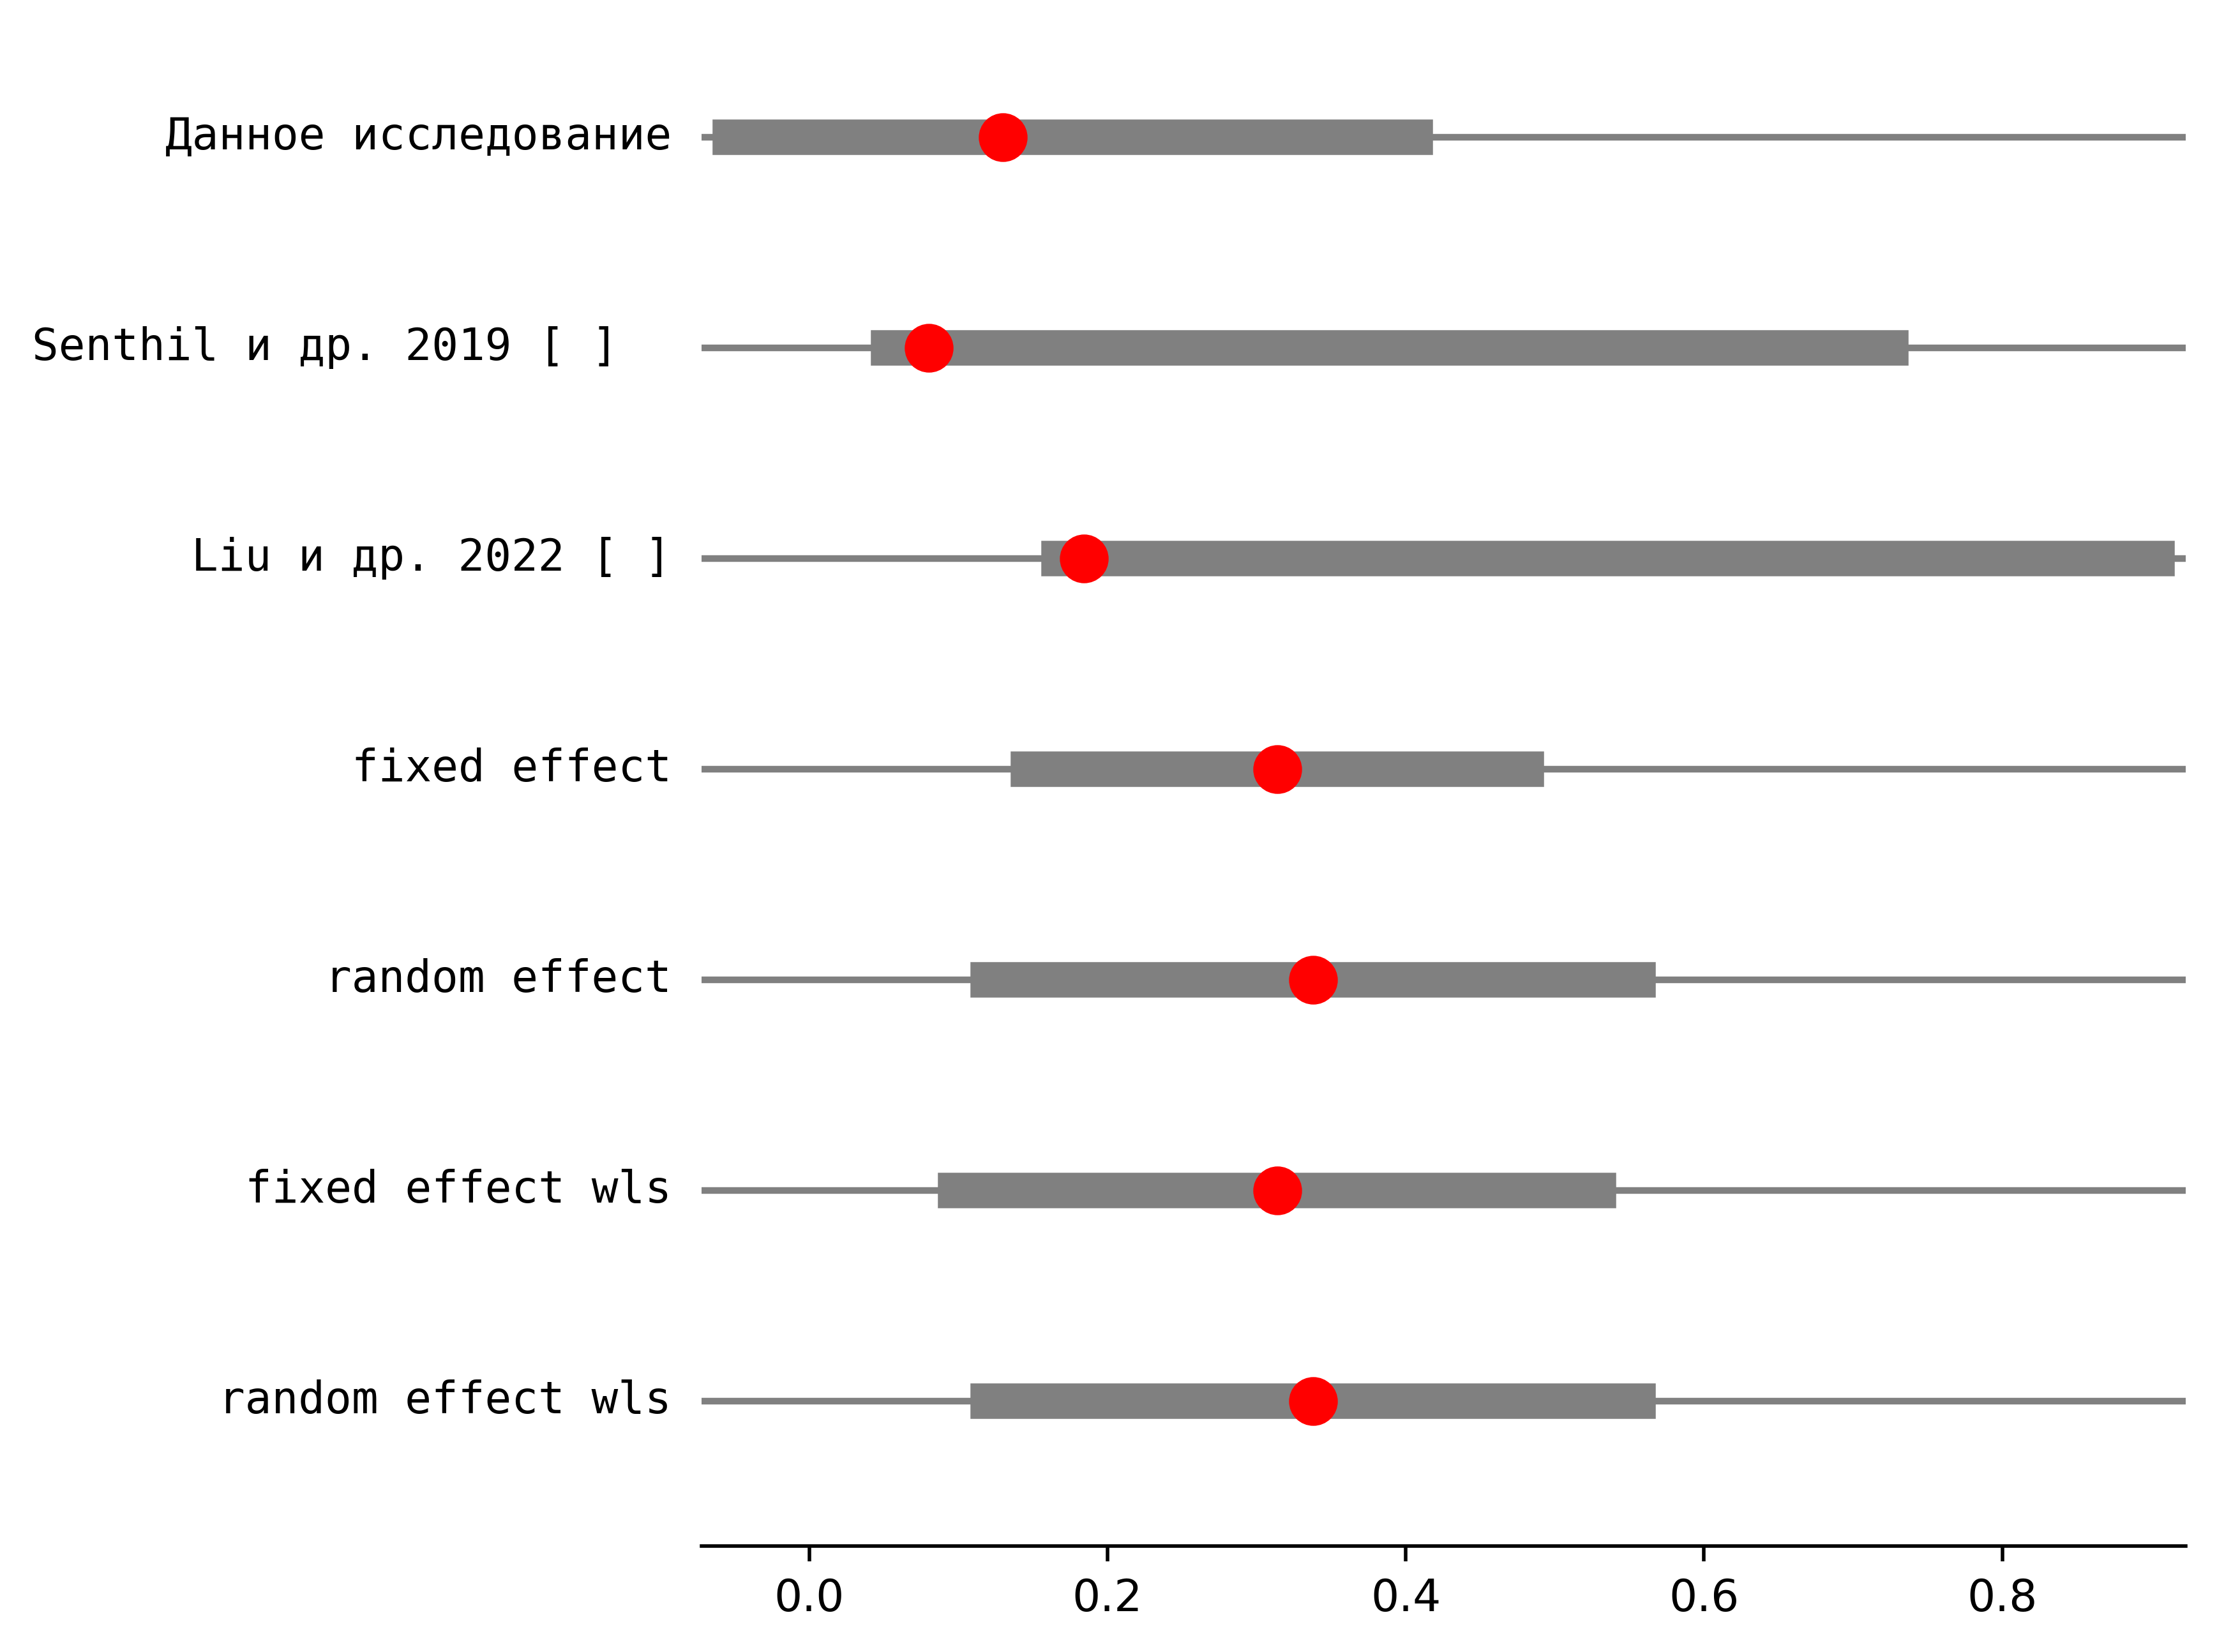 Данное исследование
Senthil и др. 2019 [ ]
Liu и др. 2022 [ ]
fixed effect
random effect
fixed effect wls
random effect wls
0.0 0.2 0.4 0.6 0.8